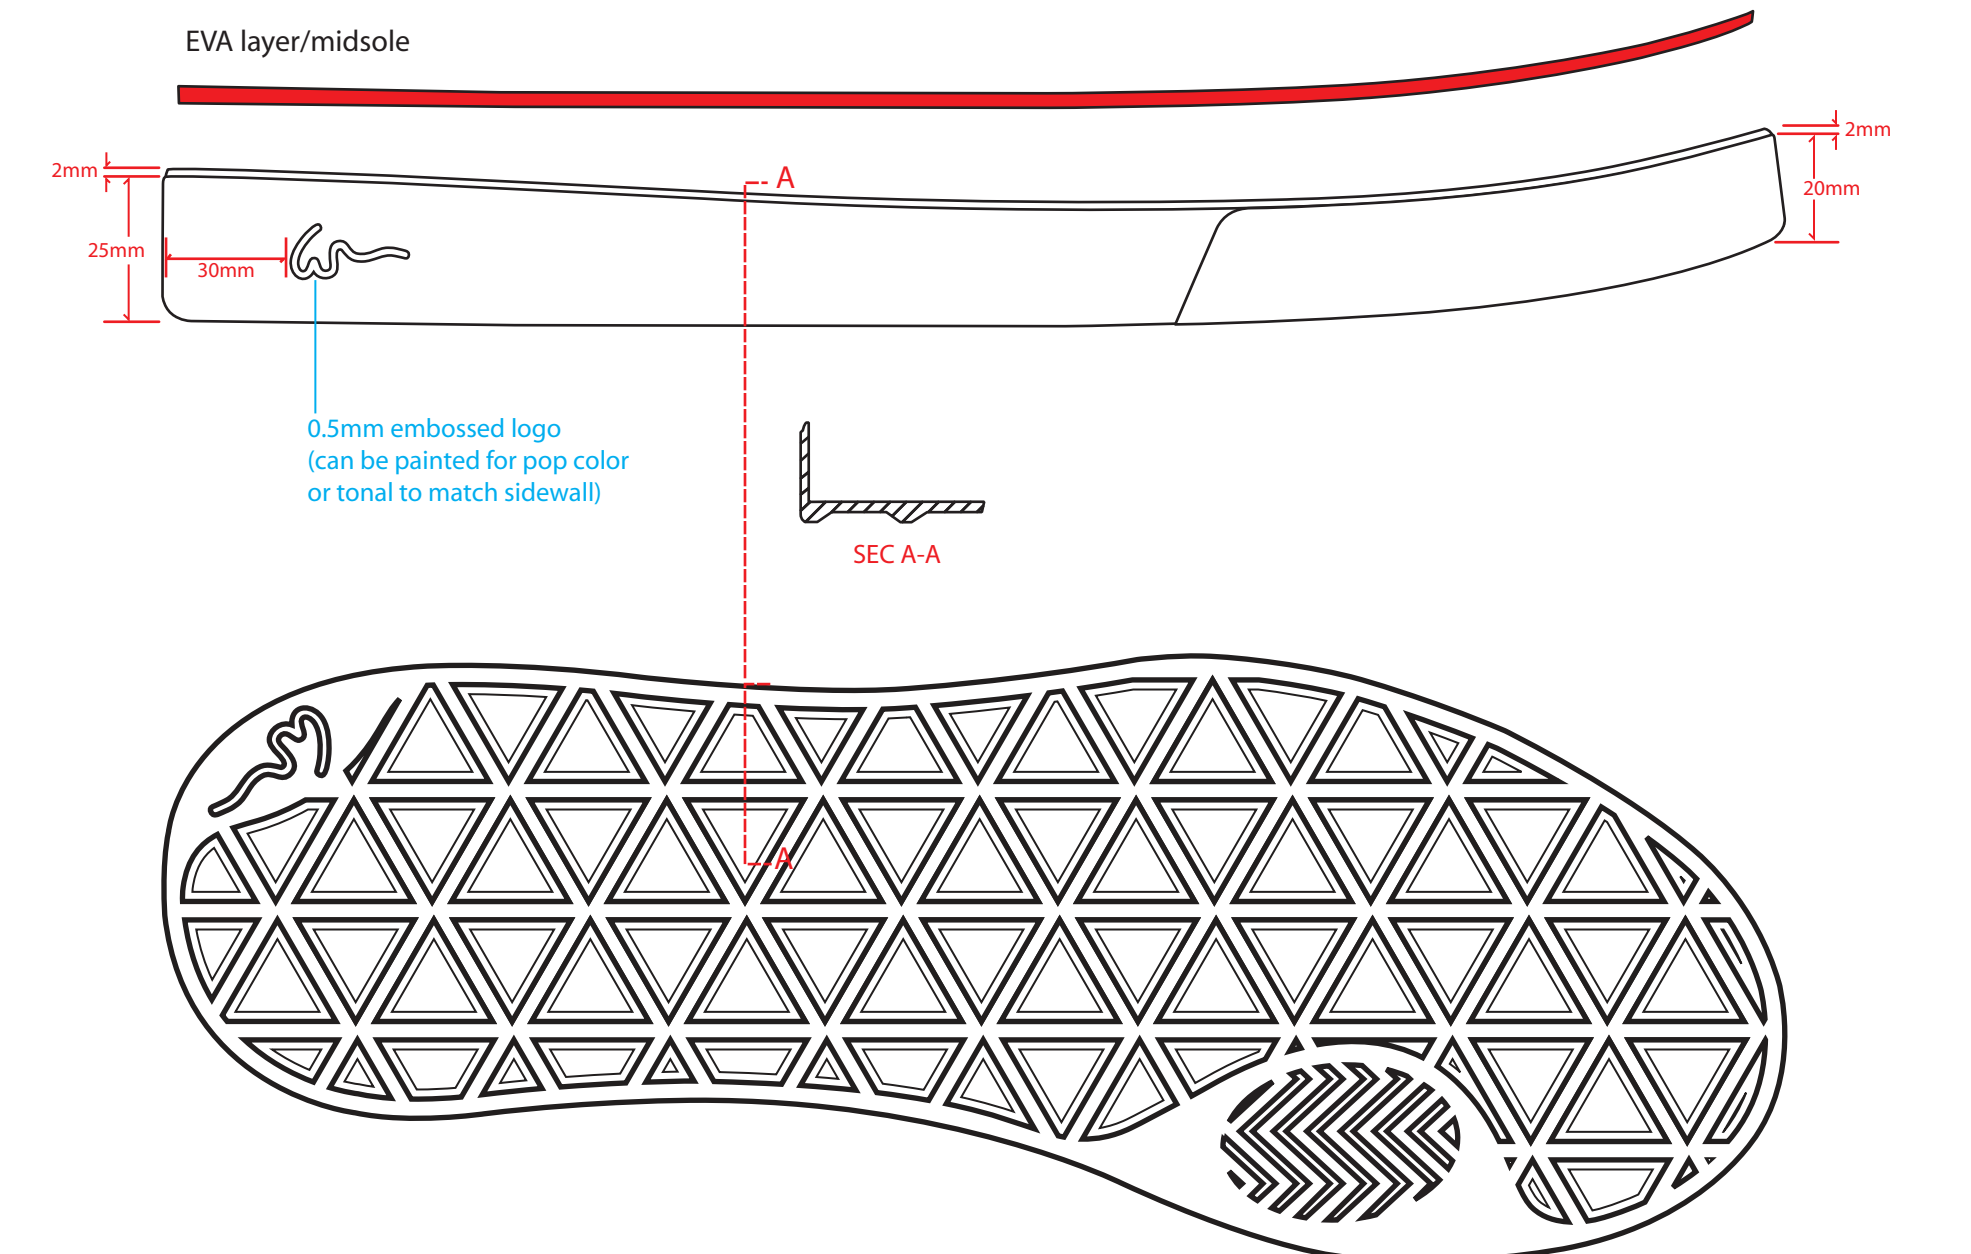 EVA layer/midsole
2mm
2mm
A
20mm
25mm
30mm
0.5mm embossed logo
(can be painted for pop color
or tonal to match sidewall)
SEC A-A
A